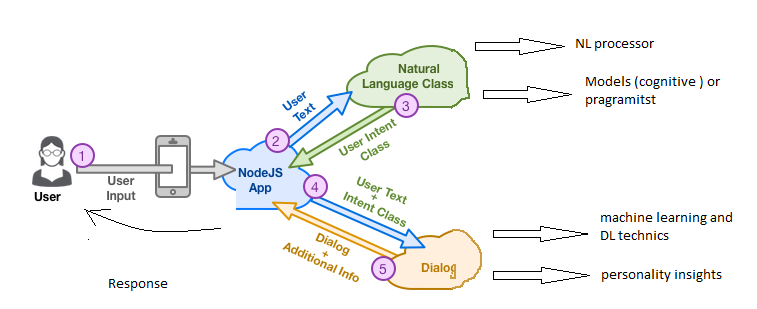 NL processor
Natural
Language Class
Models (cognitive ) or
pragramitst
3
User
Text
2
User Intent
Class
1
NodeJS
App
User
Input
User
4
User Text
+
Intent Class
machine learning and
DL technics
Dialog
+
Additional Info
5
Dialog
personality insights
Response